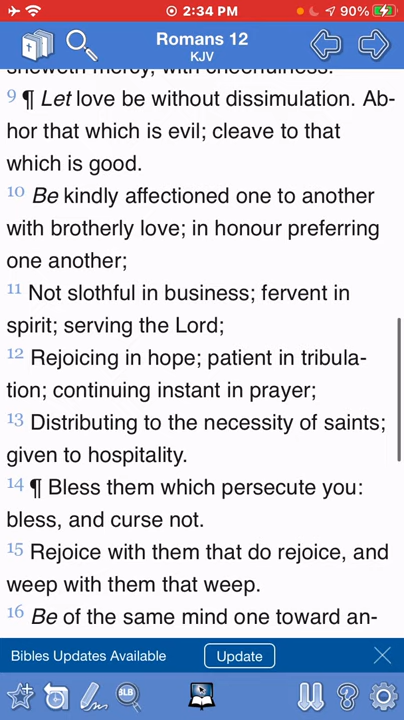 2:34 PM
90%
Romans 12
KJV
sheweth mercy, with cheerfulness.
9 ¶ Let love be without dissimulation. Ab-
hor that which is evil; cleave to that
which is good.
10 Be kindly affectioned one to another
with brotherly love; in honour preferring
one another;
11 Not slothful in business; fervent in
spirit; serving the Lord;
12 Rejoicing in hope; patient in tribula-
tion; continuing instant in prayer;
13 Distributing to the necessity of saints;
given to hospitality.
14 ¶ Bless them which persecute you:
bless, and curse not.
15 Rejoice with them that do rejoice, and
weep with them that weep.
16 Be of the same mind one toward an-
Bibles Updates Available
Update
BLB